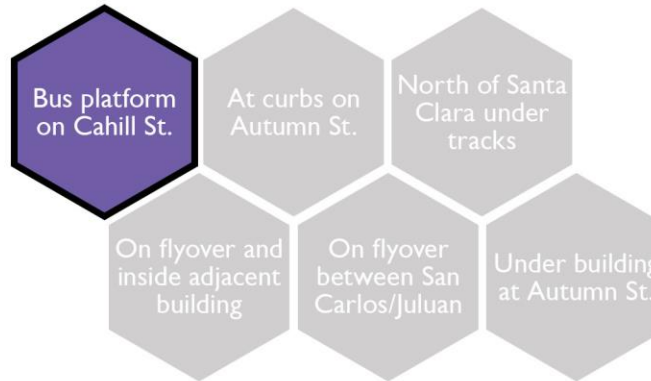 Bus platform
on Cahill St.
At curbs on
Autumn St.
North of Santa
Clara under
tracks
On flyover and
inside adjacent
building
On flyover
between San
Carlos/Juluan
Under building
at Autumn St.